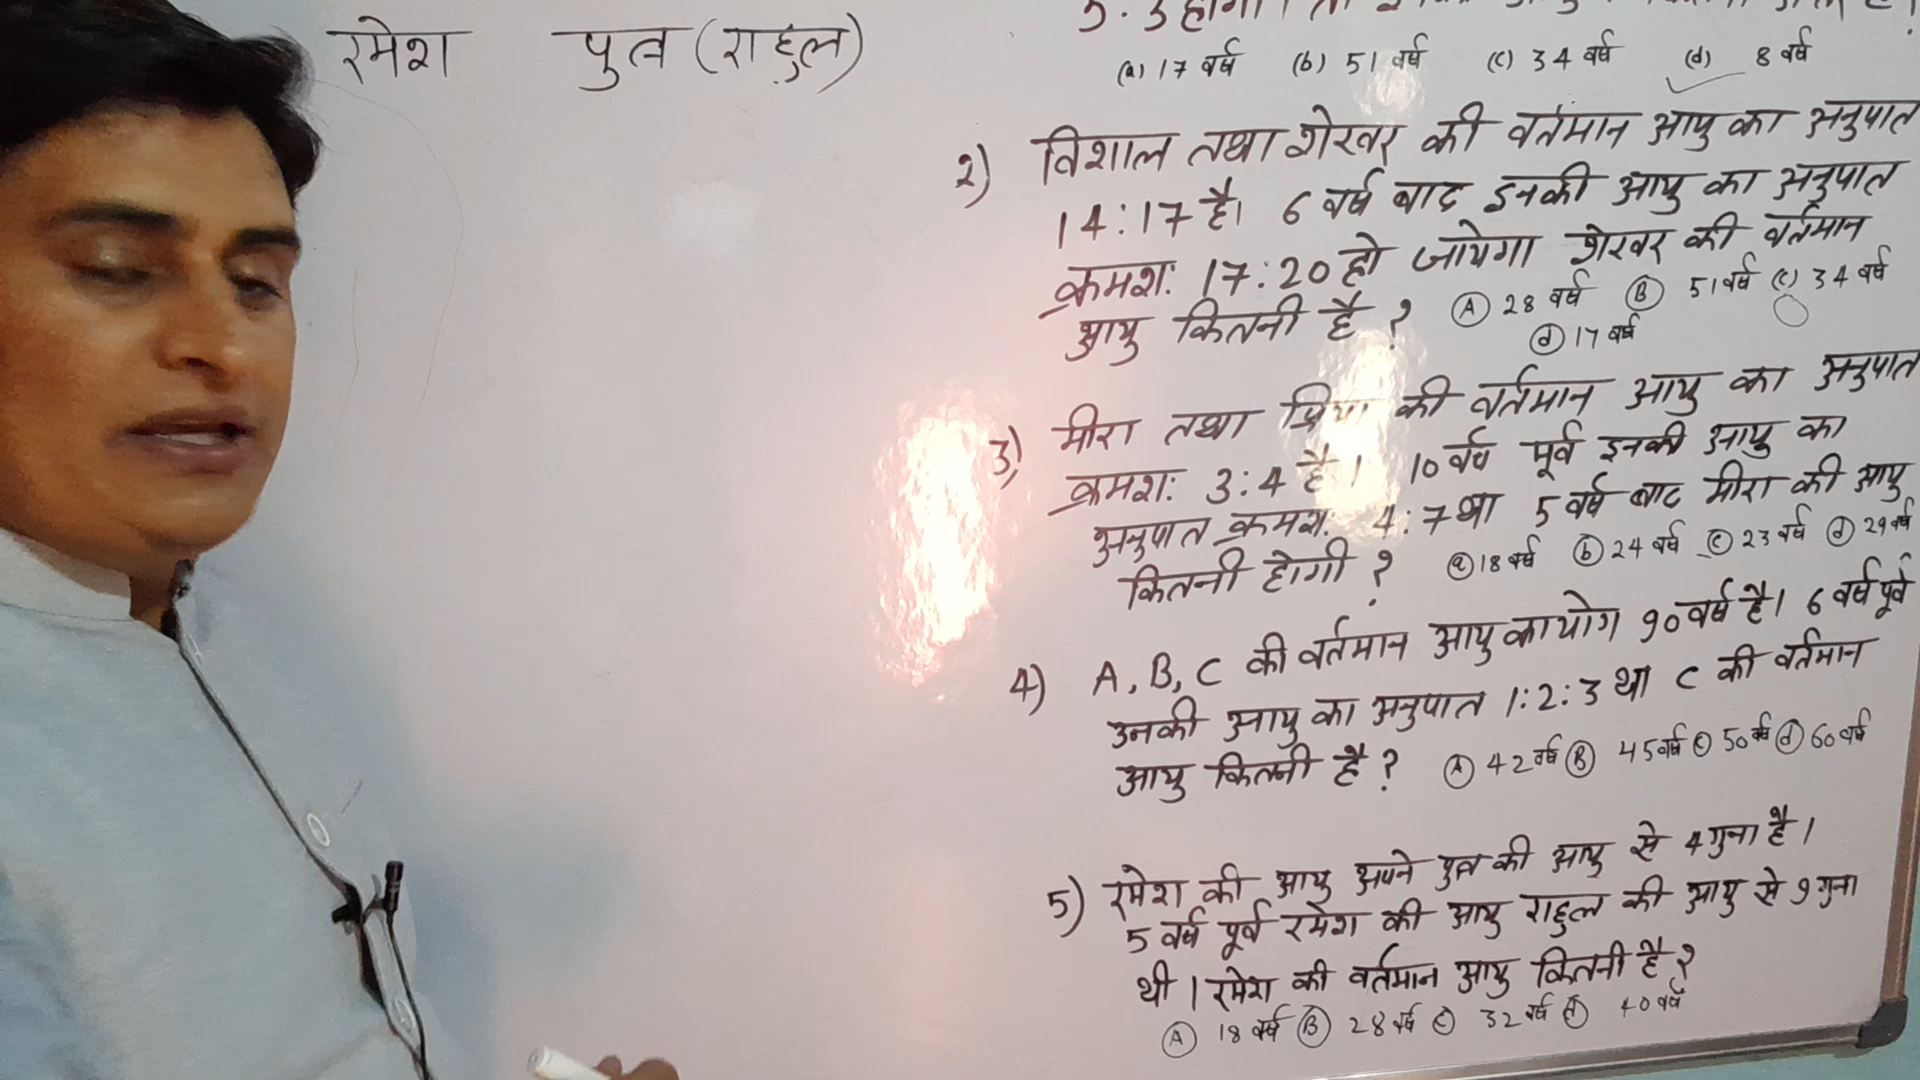 रमेश पुत्र (राहुल)
(a) 17 वर्ष (b) 51 वर्ष (c) 34 वर्ष (d) 8 वर्ष
2) विशाल तथा शेखर की वर्तमान आयु का अनुपात
14:17 है। 6 वर्ष बाद इनकी आयु का अनुपात
क्रमश: 17:20 हो जायेगा शेखर की वर्तमान
आयु कितनी है? (A) 28 वर्ष (B) 51 वर्ष (c) 34 वर्ष
(d) 17 वर्ष
3) मीरा तथा प्रिया की वर्तमान आयु का अनुपात
क्रमश: 3:4 है। 10 वर्ष पूर्व इनकी आयु का
अनुपात क्रमश: 4:7 था 5 वर्ष बाद मीरा की आयु
कितनी होगी? (a) 18 वर्ष (b) 24 वर्ष (c) 23 वर्ष (d) 29 वर्ष
4) A, B, C की वर्तमान आयु का योग 90 वर्ष है। 6 वर्ष पूर्व
उनकी आयु का अनुपात 1:2:3 था C की वर्तमान
आयु कितनी है? (A) 42 वर्ष (B) 45 वर्ष (c) 50 वर्ष (d) 60 वर्ष
5) रमेश की आयु अपने पुत्र की आयु से 4 गुना है।
5 वर्ष पूर्व रमेश की आयु राहुल की आयु से 9 गुना
थी। रमेश की वर्तमान आयु कितनी है?
(A) 18 वर्ष (B) 28 वर्ष (c) 32 वर्ष (d) 40 वर्ष